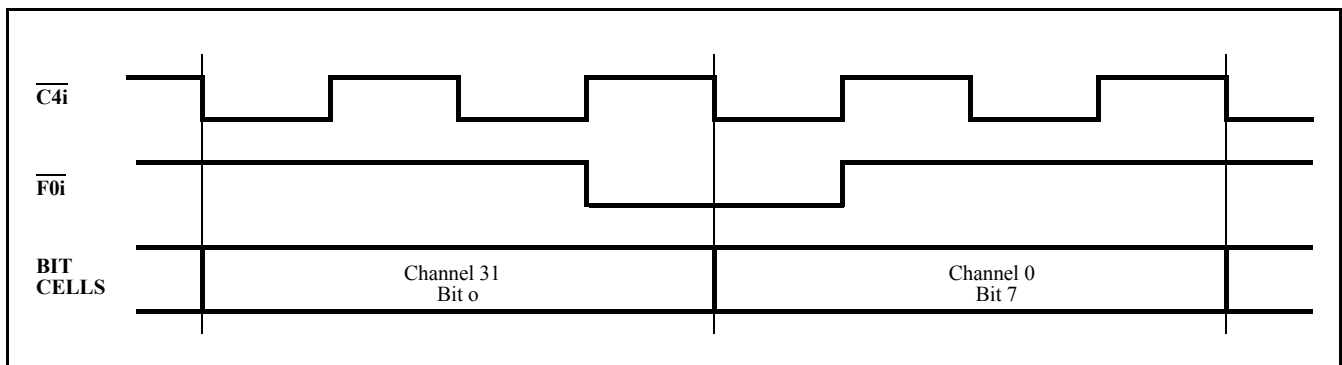 C4i
F0i
BIT
CELLS
Channel 31
Bit o
Channel 0
Bit 7